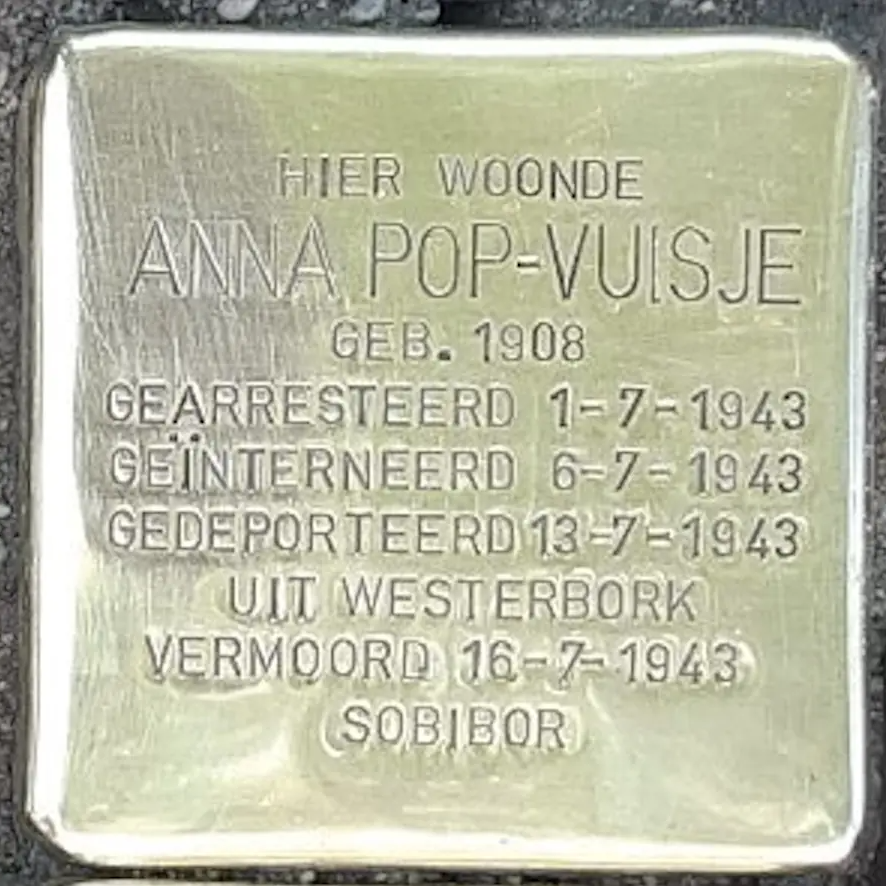 HIER WOONDE
ANNA POP-VUISJE
GEB. 1908
GEARRESTEERD 1-7-1943
GEÏNTERNEERD 6-7-1943
GEDEPORTEERD 13-7-1943
UIT WESTERBORK
VERMOORD 16-7-1943
SOBIBOR